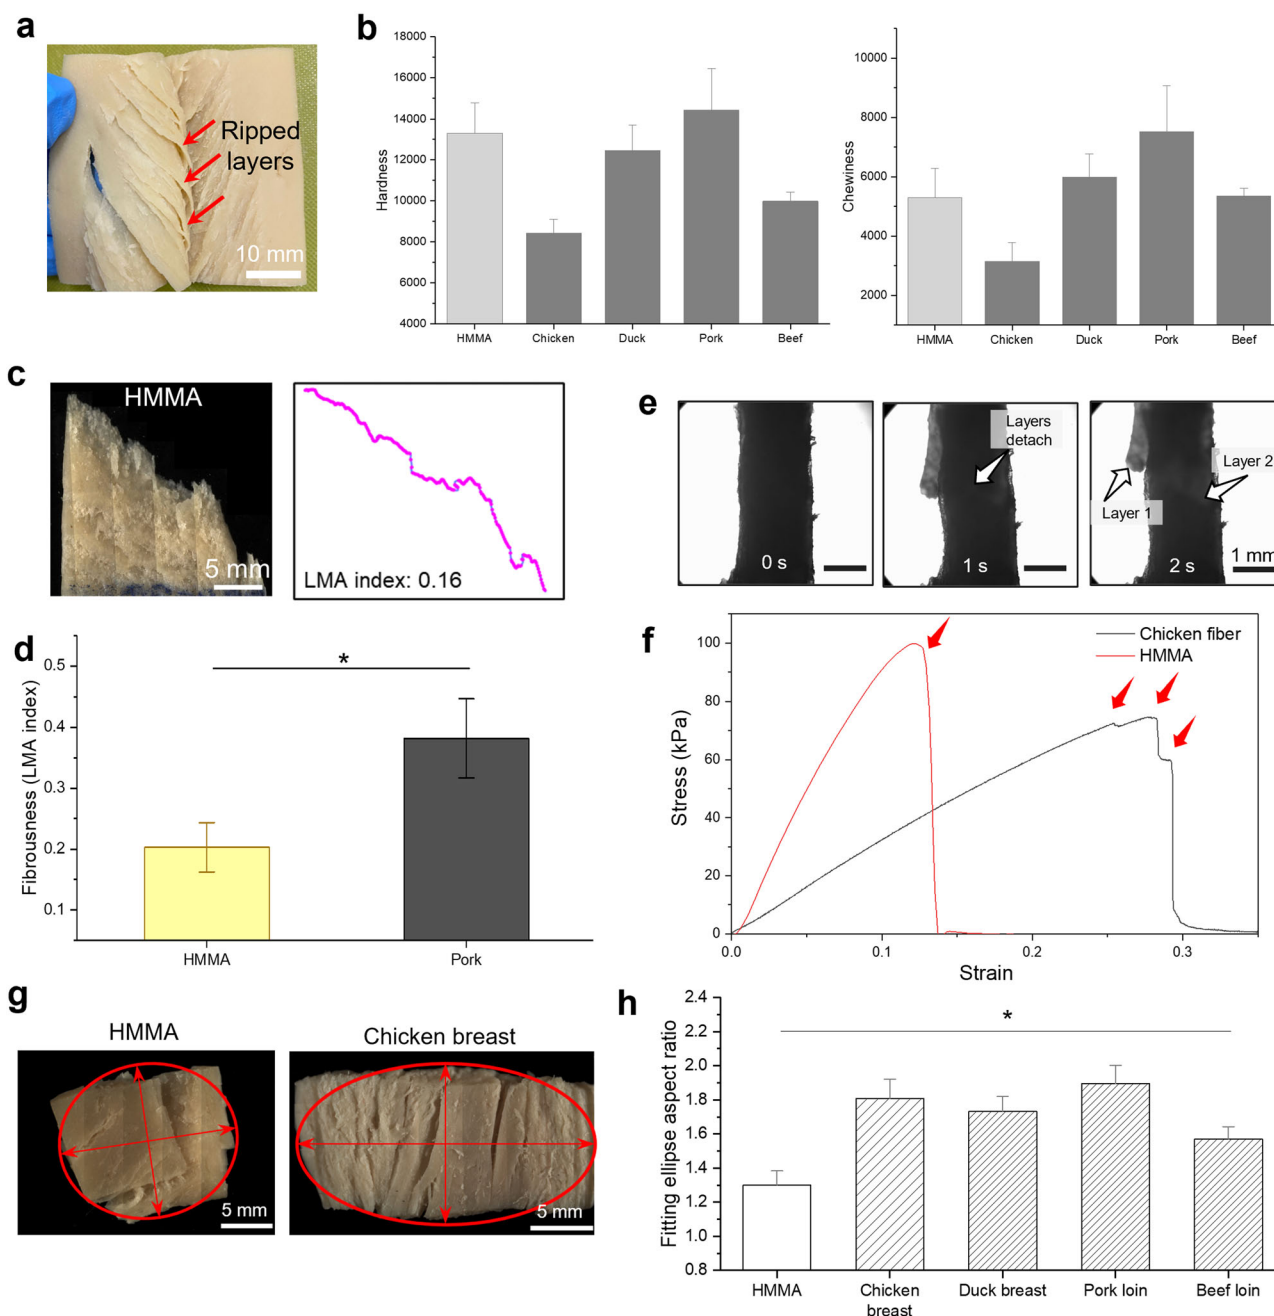 a
Ripped
layers
10 mm
b
18000
16000
14000
12000
10000
8000
6000
4000
Hardness
HMMA
Chicken
Duck
Pork
Beef
8000
6000
4000
2000
Chewiness
HMMA
Chicken
Duck
Pork
Beef
c
HMMA
5 mm
LMA index: 0.16
e
0 s
Layers
detach
1 s
Layer 1
Layer 2
2 s
1 mm
d
0.5
0.4
0.3
0.2
0.1
Fibrousness (LMA index)
*
HMMA
Pork
f
100
80
60
40
20
0
Stress (kPa)
Chicken fiber
HMMA
0.0
0.1
0.2
0.3
Strain
g
HMMA
5 mm
Chicken breast
5 mm
h
2.4
2.2
2.0
1.8
1.6
1.4
1.2
1.0
0.8
Fitting ellipse aspect ratio
*
HMMA
Chicken
breast
Duck breast
Pork loin
Beef loin